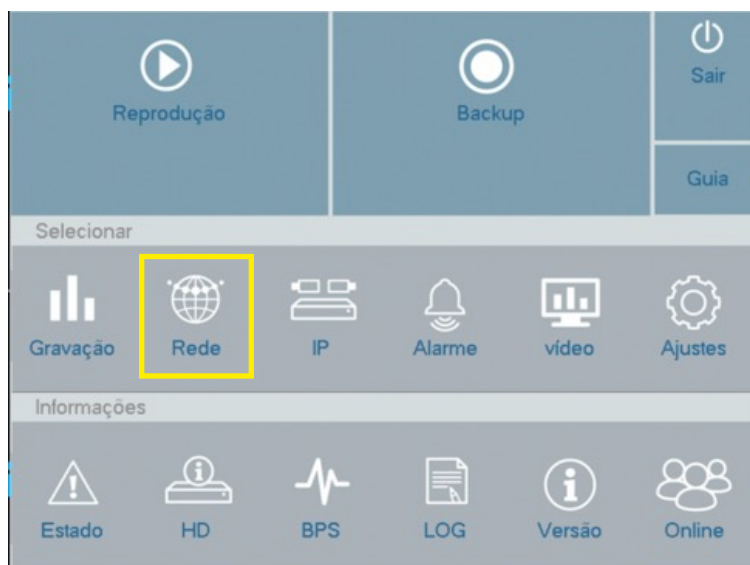 Reprodução
Backup
Sair
Guia
Selecionar
Gravação
Rede
IP
Alarme
vídeo
Ajustes
Informações
Estado
HD
BPS
LOG
Versão
Online